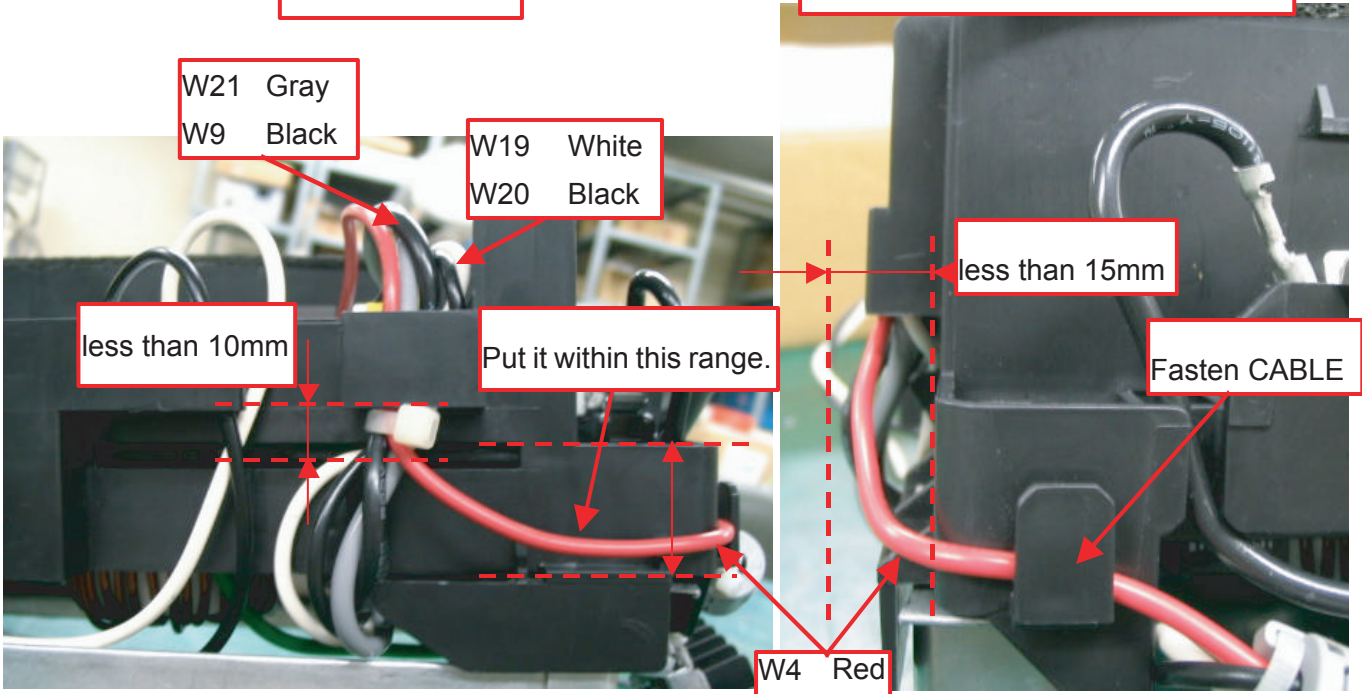 W21 Gray
W9 Black
W19 White
W20 Black
less than 10mm
Put it within this range.
less than 15mm
Fasten CABLE
W4 Red